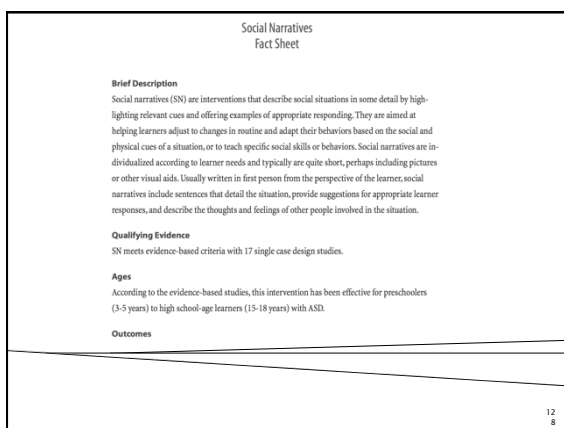 Social Narratives
Fact Sheet
Brief Description
Social narratives (SN) are interventions that describe social situations in some detail by high-
lighting relevant cues and offering examples of appropriate responding. They are aimed at
helping learners adjust to changes in routine and adapt their behaviors based on the social and
physical cues of a situation, or to teach specific social skills or behaviors. Social narratives are in-
dividualized according to learner needs and typically are quite short, perhaps including pictures
or other visual aids. Usually written in first person from the perspective of the learner, social
narratives include sentences that detail the situation, provide suggestions for appropriate learner
responses, and describe the thoughts and feelings of other people involved in the situation.
Qualifying Evidence
SN meets evidence-based criteria with 17 single case design studies.
Ages
According to the evidence-based studies, this intervention has been effective for preschoolers
(3-5 years) to high school-age learners (15-18 years) with ASD.
Outcomes
12
8